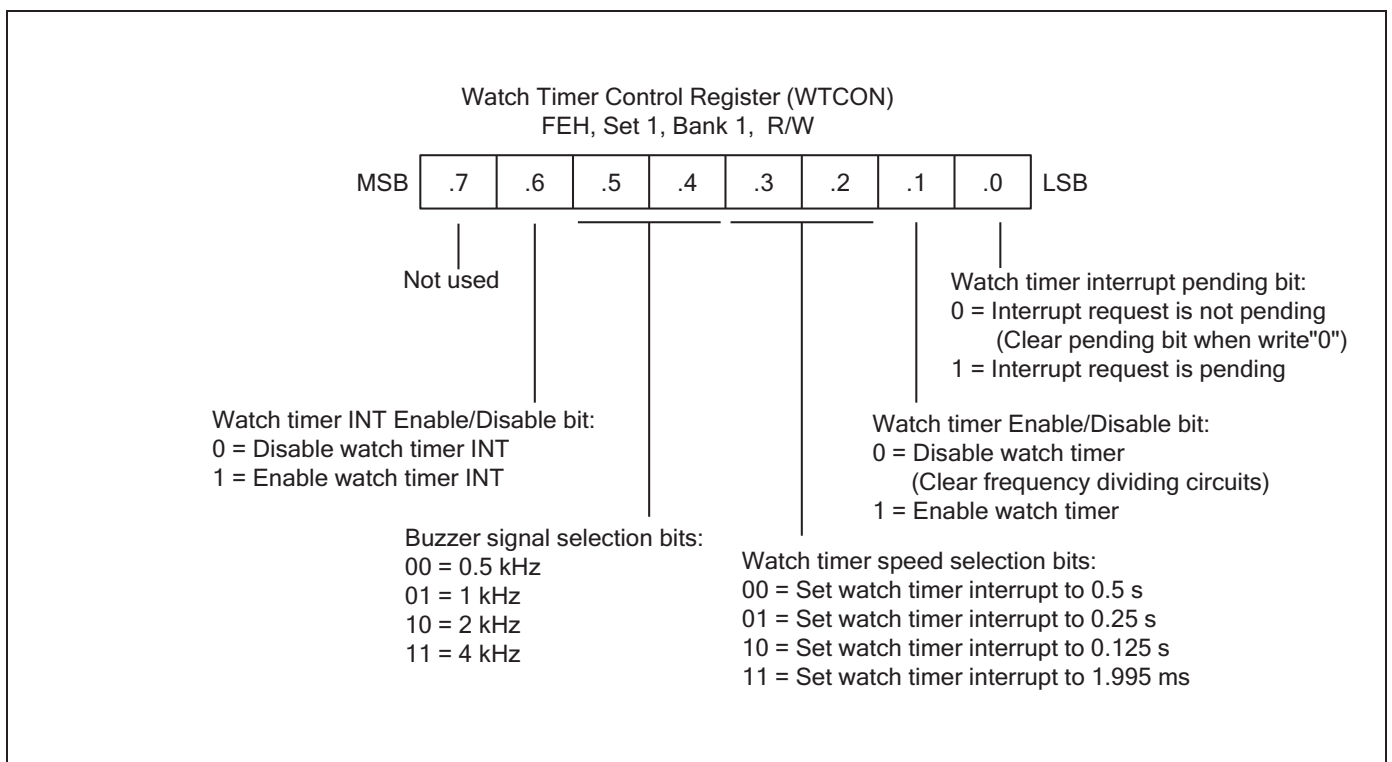 Watch Timer Control Register (WTCON)
FEH, Set 1, Bank 1, R/W
MSB .7 .6 .5 .4 .3 .2 .1 .0 LSB
Not used
Watch timer interrupt pending bit:
0 = Interrupt request is not pending
(Clear pending bit when write"0")
1 = Interrupt request is pending
Watch timer INT Enable/Disable bit:
0 = Disable watch timer INT
1 = Enable watch timer INT
Watch timer Enable/Disable bit:
0 = Disable watch timer
(Clear frequency dividing circuits)
1 = Enable watch timer
Buzzer signal selection bits:
00 = 0.5 kHz
01 = 1 kHz
10 = 2 kHz
11 = 4 kHz
Watch timer speed selection bits:
00 = Set watch timer interrupt to 0.5 s
01 = Set watch timer interrupt to 0.25 s
10 = Set watch timer interrupt to 0.125 s
11 = Set watch timer interrupt to 1.995 ms